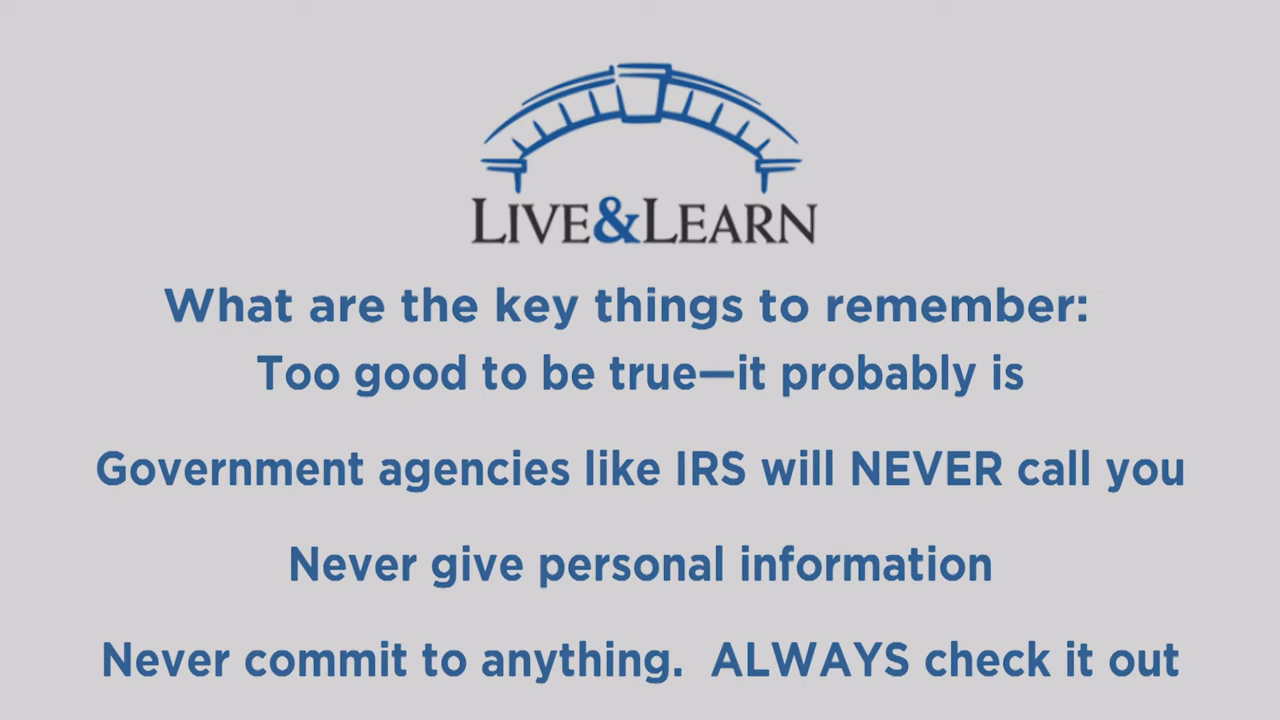 LIVE&LEARN
What are the key things to remember:
Too good to be true—it probably is
Government agencies like IRS will NEVER call you
Never give personal information
Never commit to anything.  ALWAYS check it out